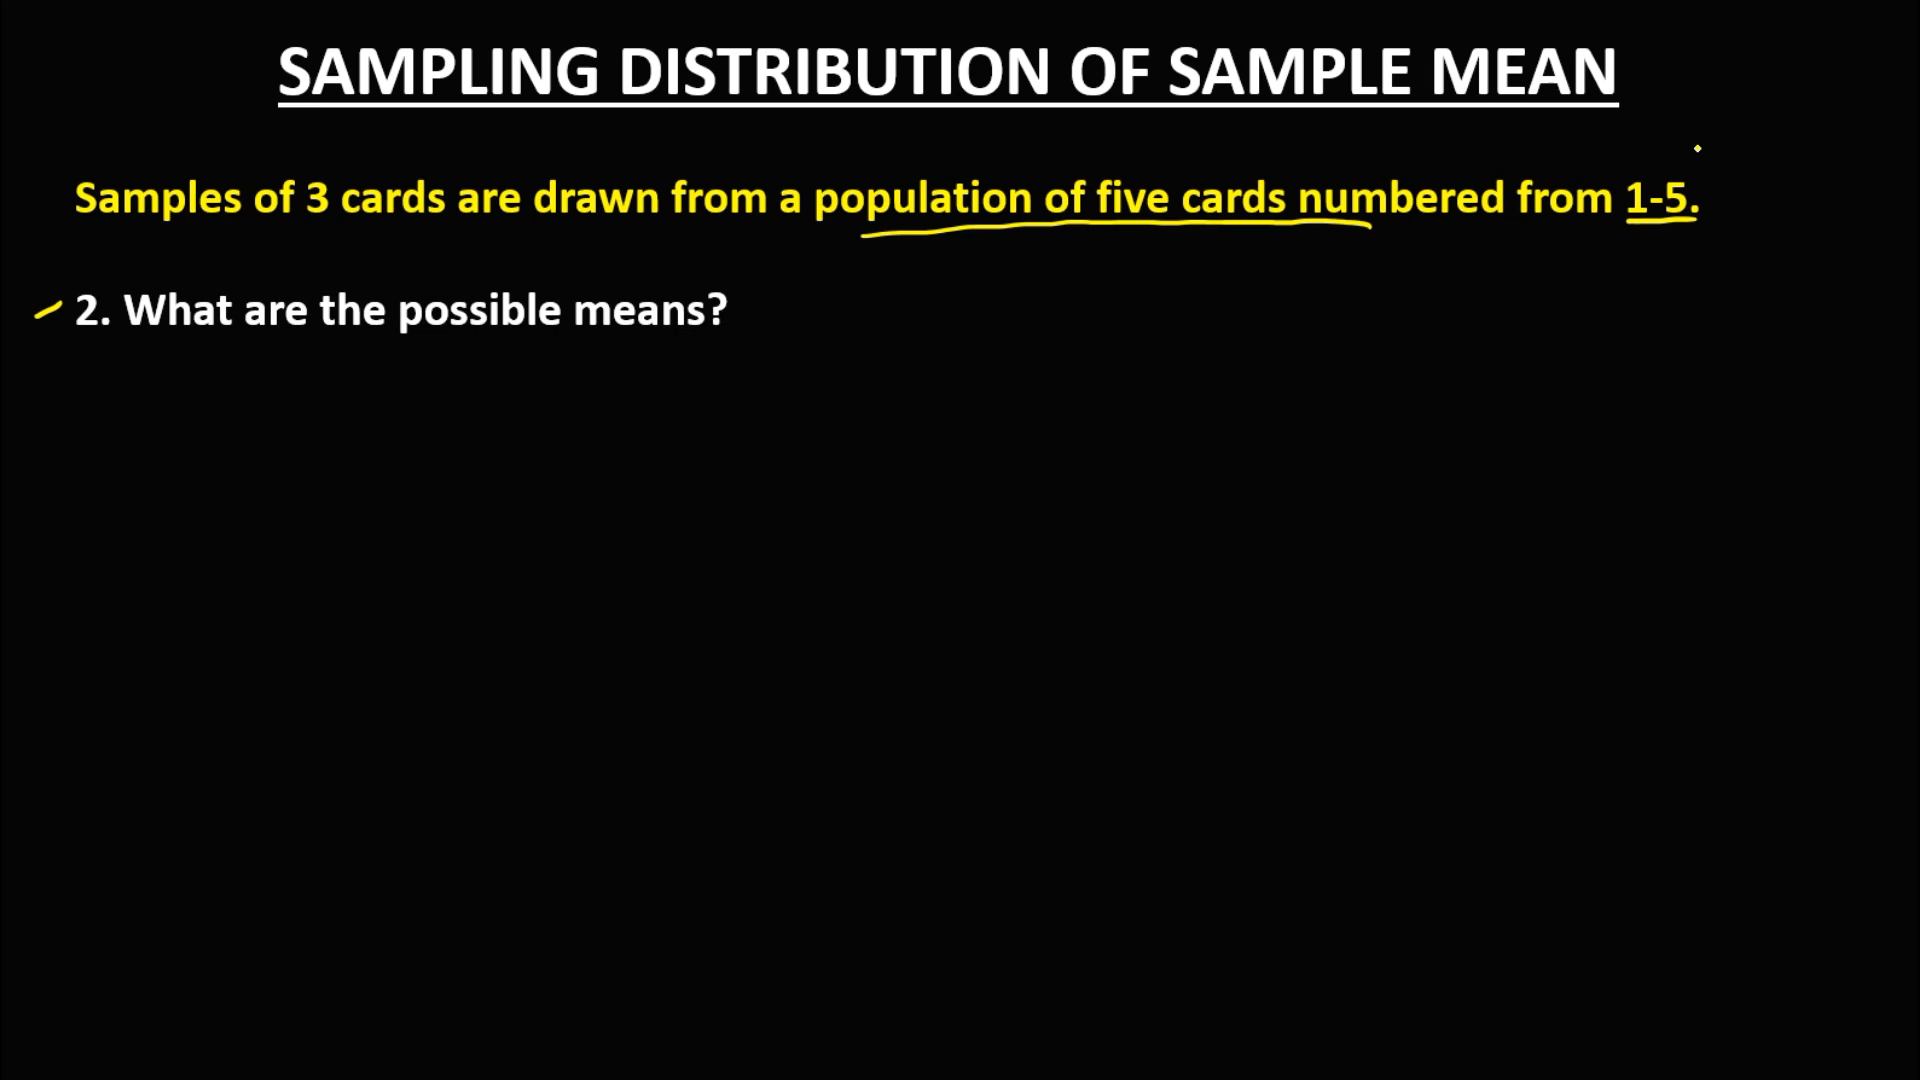 SAMPLING DISTRIBUTION OF SAMPLE MEAN
Samples of 3 cards are drawn from a population of five cards numbered from 1-5.
2. What are the possible means?